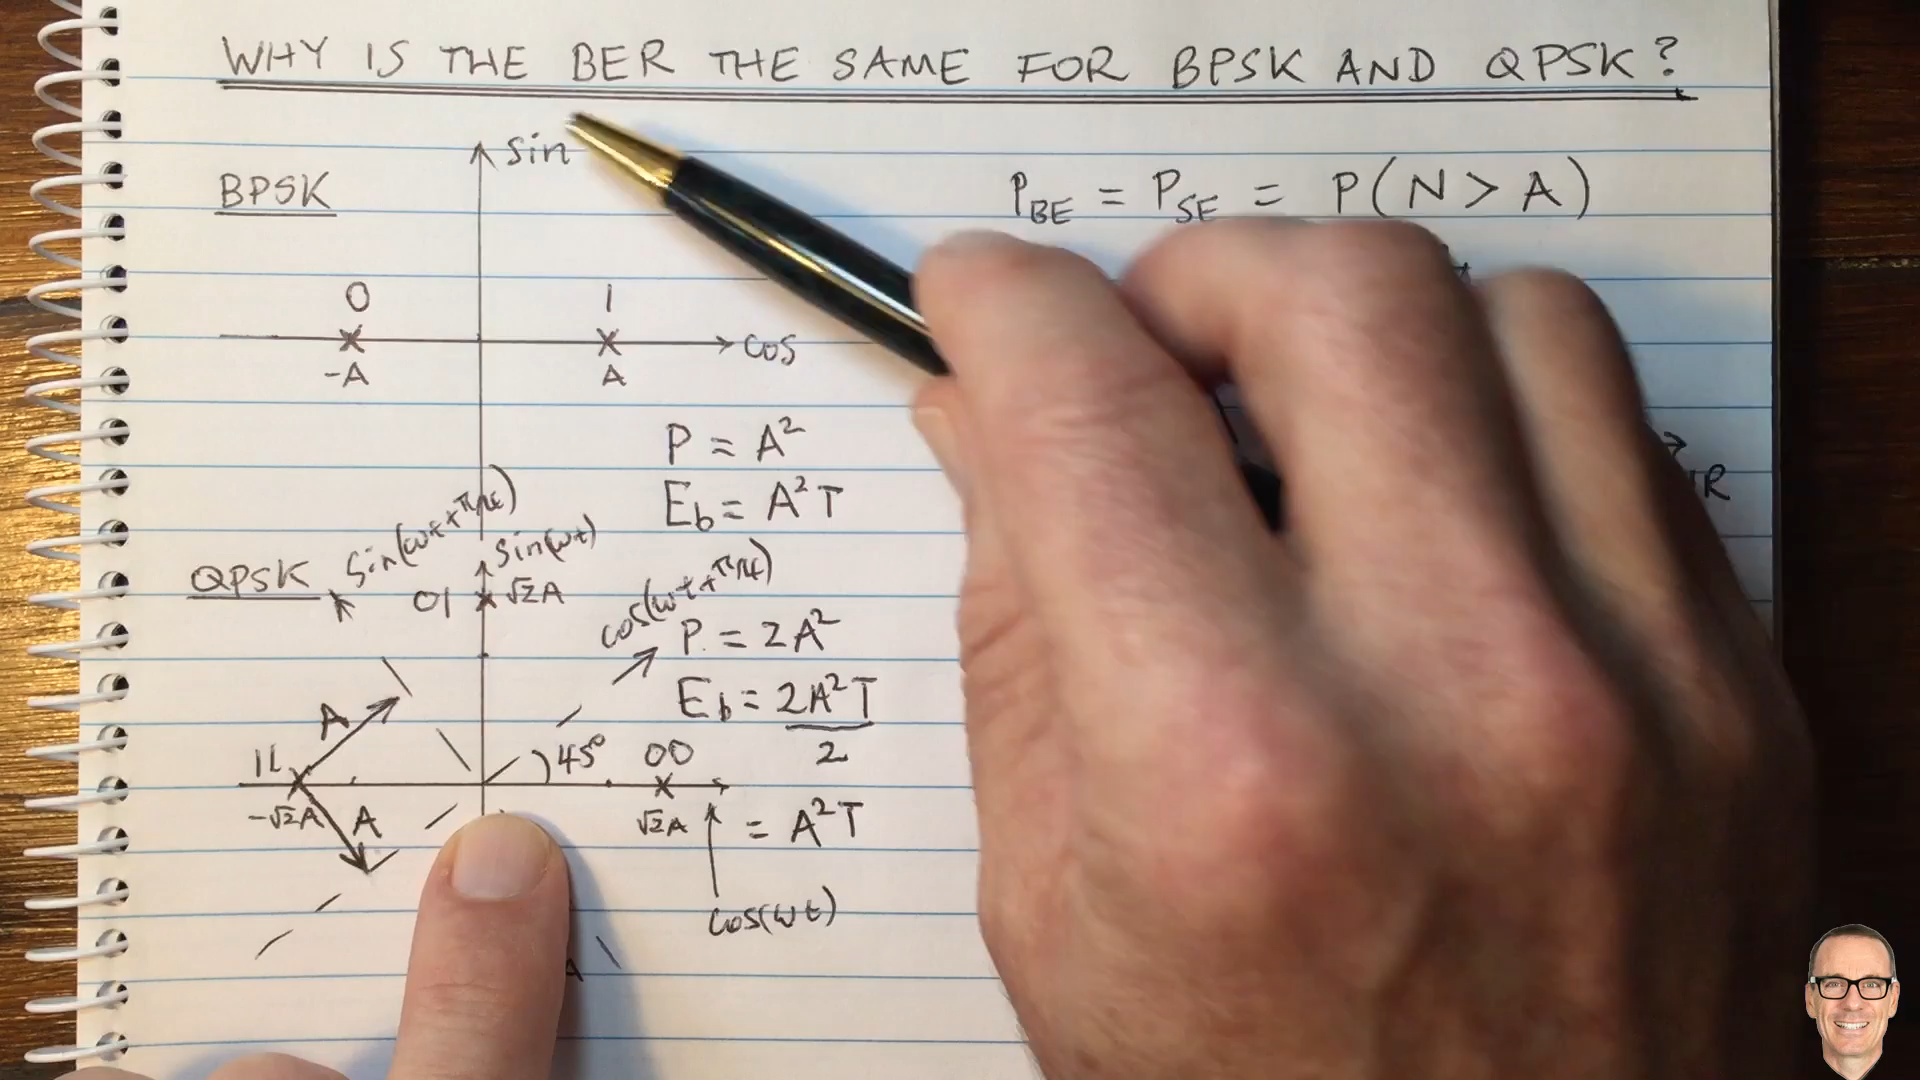 WHY IS THE BER THE SAME FOR BPSK AND QPSK?
sin
BPSK
P_BE = P_SE = P(N > A)
0 1
cos
-A A
P = A²
E_b = A²T
R
QPSK
sin(ωt+π/4)
sin(ωt)
01 √2A
cos(ωt+π/4)
P = 2A²
E_b = 2A²T
2
= A²T
A
11 45° 00
-√2A A √2A
cos(ωt)